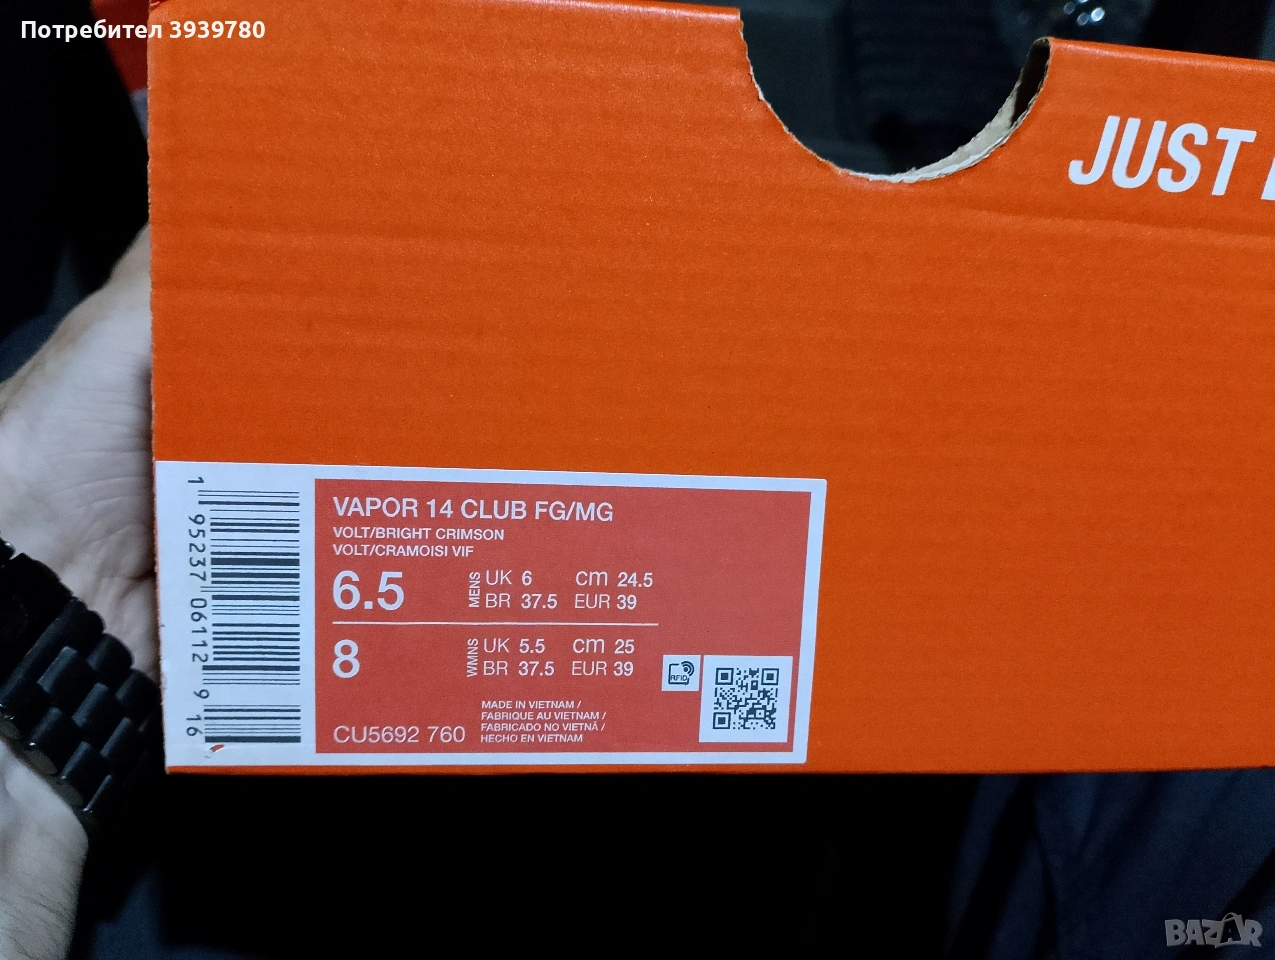 Потребител 3939780
JUST
VAPOR 14 CLUB FG/MG
VOLT/BRIGHT CRIMSON
VOLT/CRAMOISI VIF
6.5 MENS UK 6 cm 24.5
BR 37.5 EUR 39
8 WMNS UK 5.5 cm 25
BR 37.5 EUR 39
RFID
MADE IN VIETNAM /
FABRIQUE AU VIETNAM /
FABRICADO NO VIETNÁ /
HECHO EN VIETNAM
CU5692 760
1 95237 06112 9 16
BAZAR